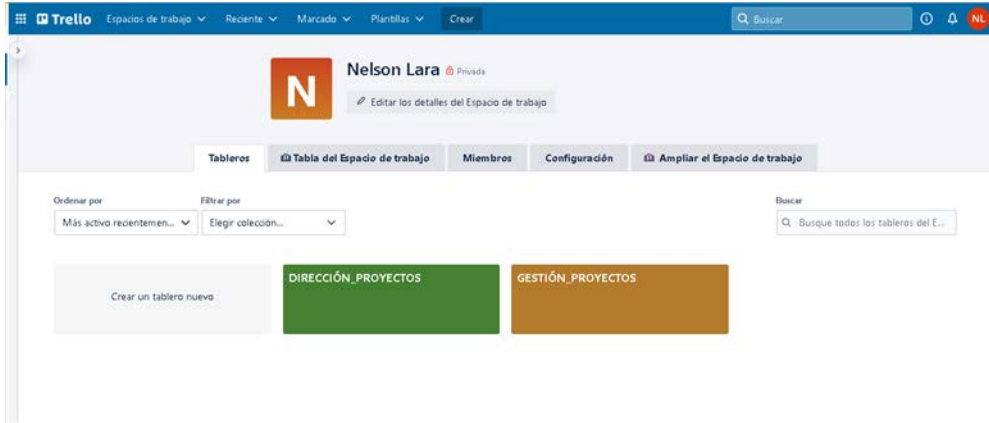 Trello Espacios de trabajo Reciente Marcado Plantillas Crear Buscar NL
N
Nelson Lara Privada
Editar los detalles del Espacio de trabajo
Tableros Tabla del Espacio de trabajo Miembros Configuración Ampliar el Espacio de trabajo
Ordenar por Filtrar por Buscar
Más activo recientemen... Elegir colección... Busque todos los tableros del E...
Crear un tablero nuevo
DIRECCIÓN_PROYECTOS GESTIÓN_PROYECTOS